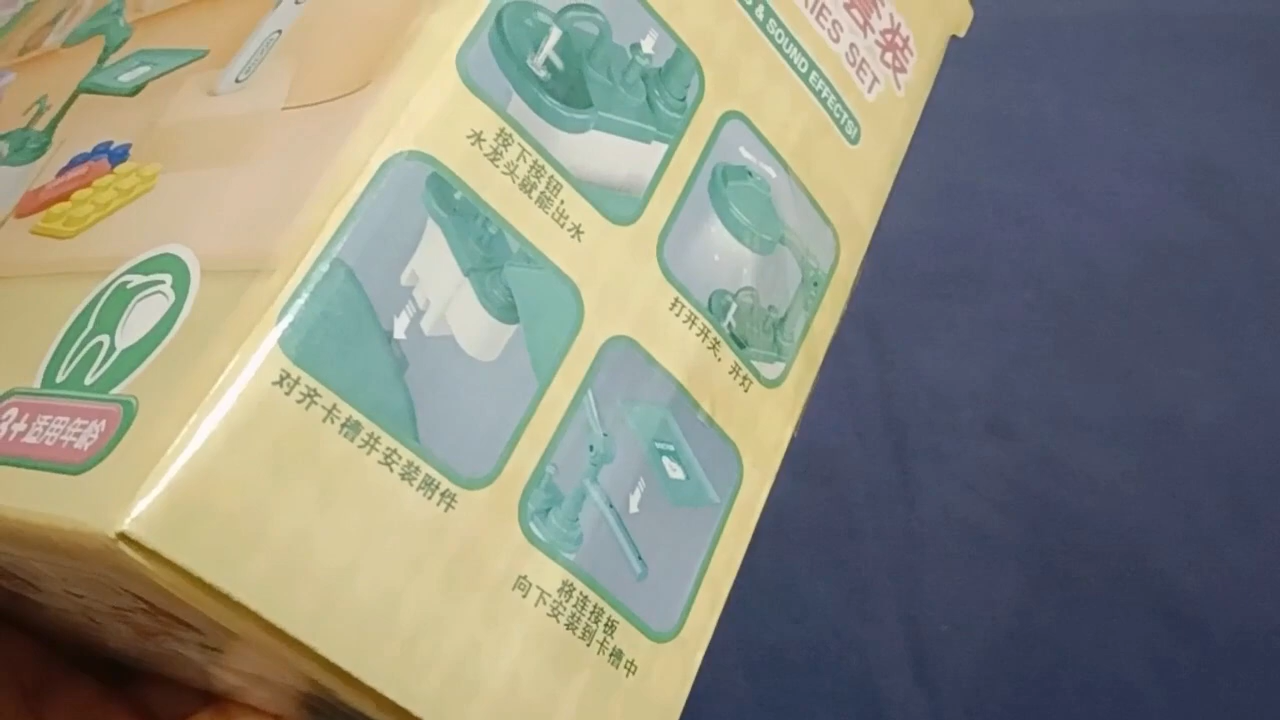 套装
RIES SET
& SOUND EFFECTS!
按下按钮，
水龙头就能出水
打开开关，开灯
对齐卡槽并安装附件
将连接板
向下安装到卡槽中
3+适用年龄